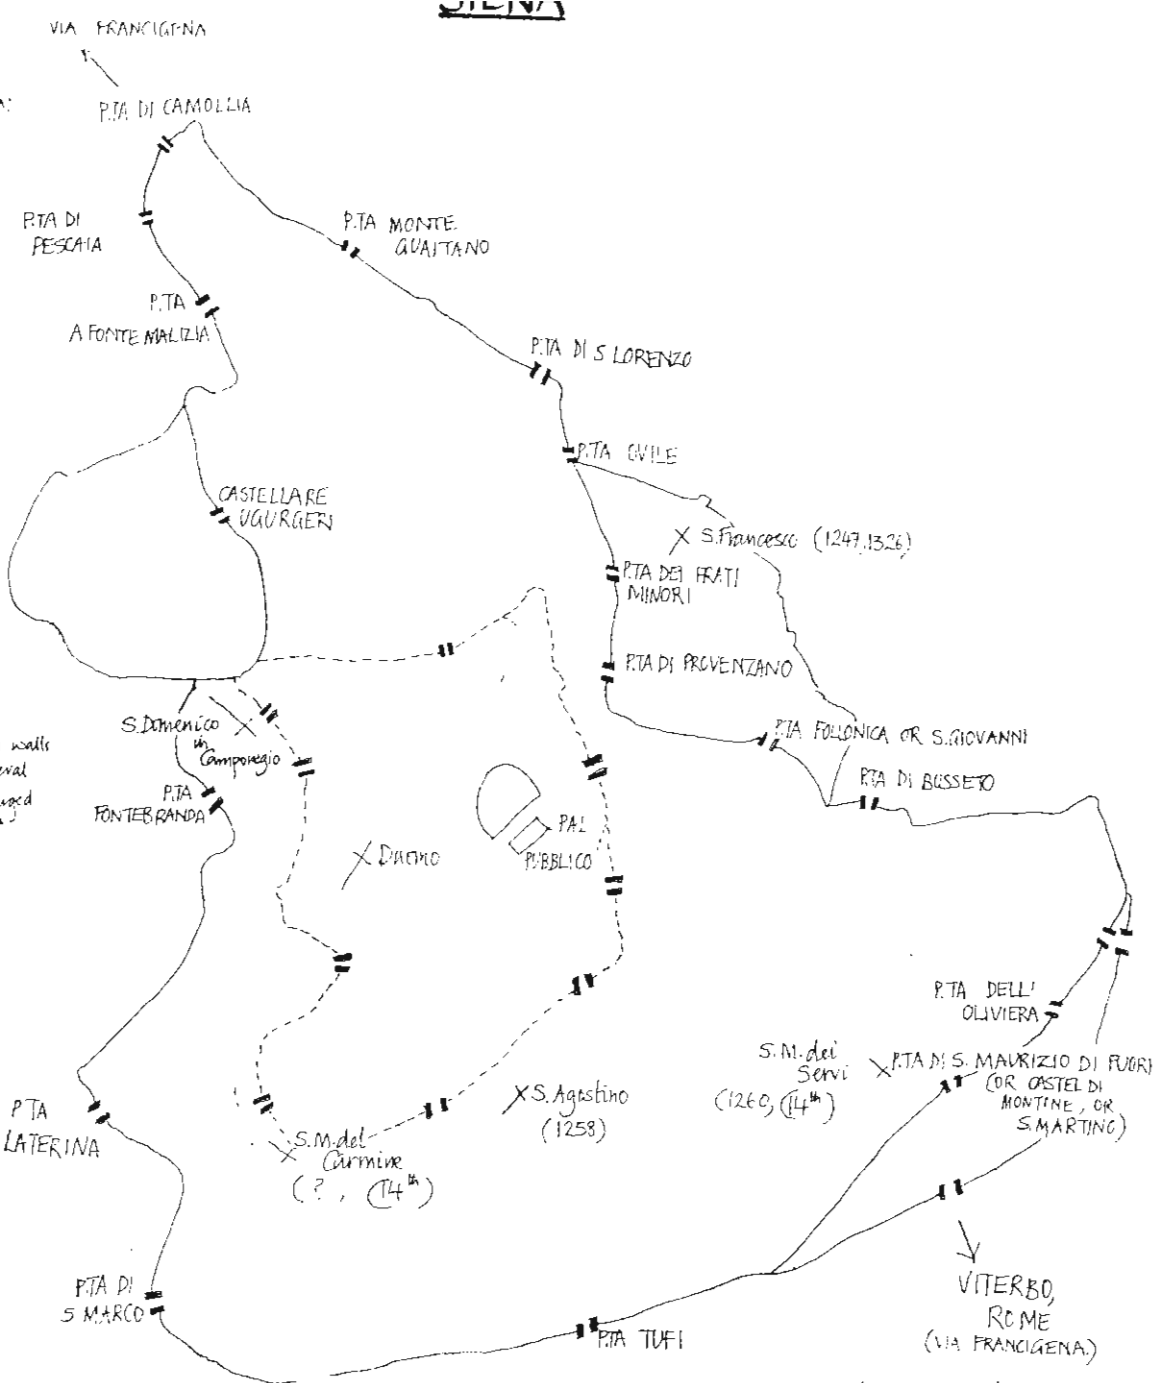 SIENA
VIA FRANCIGENA
P.TA DI CAMOLLIA
P.TA DI
PESCAIA
P.TA MONTE
GUAITANO
P.TA
A FONTE MALIZIA
P.TA DI S LORENZO
P.TA OVILE
CASTELLARE
UGURGERI
S. Francesco (1247, 1326)
P.TA DEI FRATI
MINORI
P.TA DI PROVENZANO
S. Domenico
in
Camporegio
walls
P.TA FOLLONICA OR S. GIOVANNI
P.TA DI BUSSETO
P.TA
FONTEBRANDA
PAL
PUBBLICO
Duomo
P.TA DELL'
OLIVIERA
S.M. dei
Servi
(1260, (14th)
P.TA DI S. MAURIZIO DI FUORI
(OR CASTEL DI
MONTINE, OR
S. MARTINO)
S. Agostino
(1258)
P TA
LATERINA
S.M. del
Carmine
(? , (14th)
P.TA DI
S MARCO
P.TA TUFI
VITERBO,
ROME
(VIA FRANCIGENA)